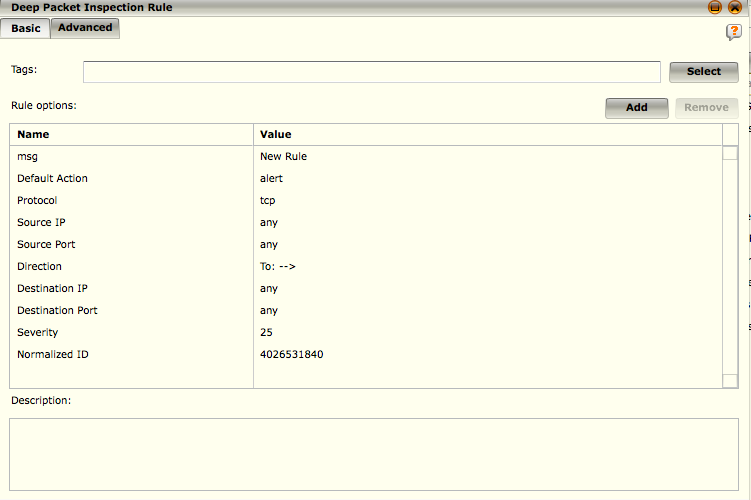 Deep Packet Inspection Rule
Basic Advanced
?
Tags: Select
Rule options: Add Remove
Name Value
msg New Rule
Default Action alert
Protocol tcp
Source IP any
Source Port any
Direction To: -->
Destination IP any
Destination Port any
Severity 25
Normalized ID 4026531840
Description: